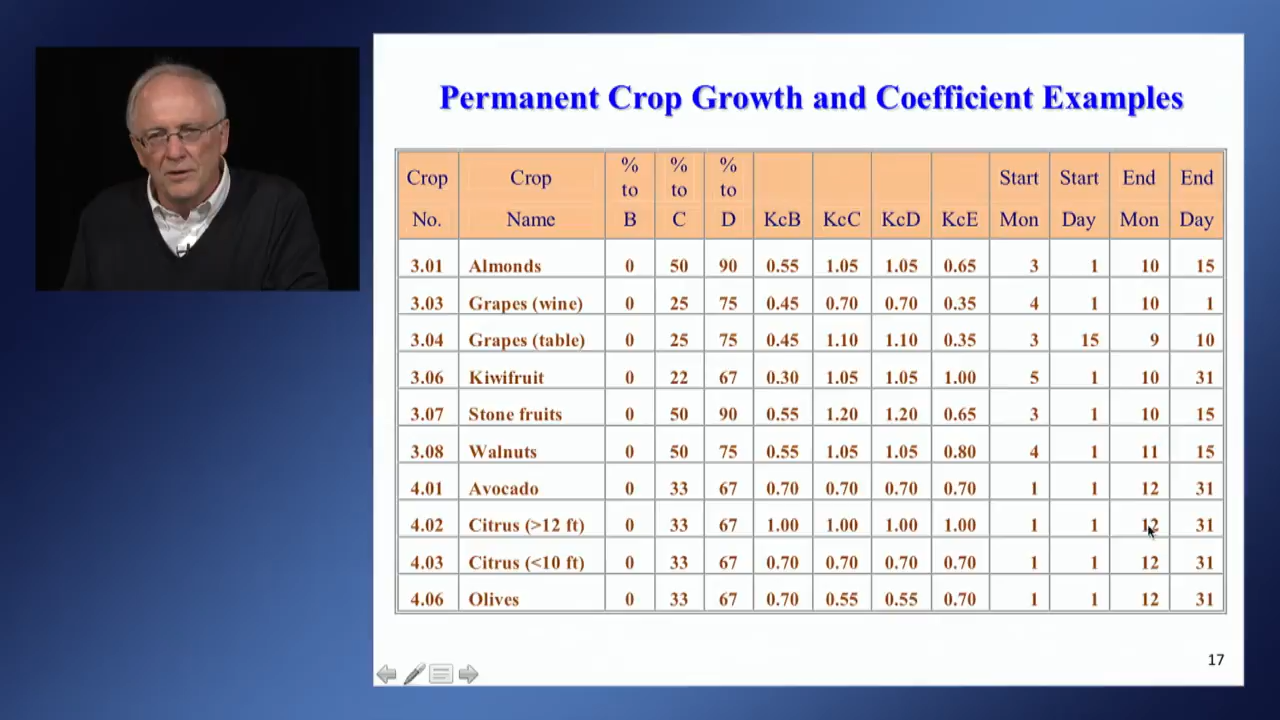 Permanent Crop Growth and Coefficient Examples
Crop No. Crop Name % to B % to C % to D KcB KcC KcD KcE Start Mon Start Day End Mon End Day
3.01 Almonds 0 50 90 0.55 1.05 1.05 0.65 3 1 10 15
3.03 Grapes (wine) 0 25 75 0.45 0.70 0.70 0.35 4 1 10 1
3.04 Grapes (table) 0 25 75 0.45 1.10 1.10 0.35 3 15 9 10
3.06 Kiwifruit 0 22 67 0.30 1.05 1.05 1.00 5 1 10 31
3.07 Stone fruits 0 50 90 0.55 1.20 1.20 0.65 3 1 10 15
3.08 Walnuts 0 50 75 0.55 1.05 1.05 0.80 4 1 11 15
4.01 Avocado 0 33 67 0.70 0.70 0.70 0.70 1 1 12 31
4.02 Citrus (>12 ft) 0 33 67 1.00 1.00 1.00 1.00 1 1 12 31
4.03 Citrus (<10 ft) 0 33 67 0.70 0.70 0.70 0.70 1 1 12 31
4.06 Olives 0 33 67 0.70 0.55 0.55 0.70 1 1 12 31
17